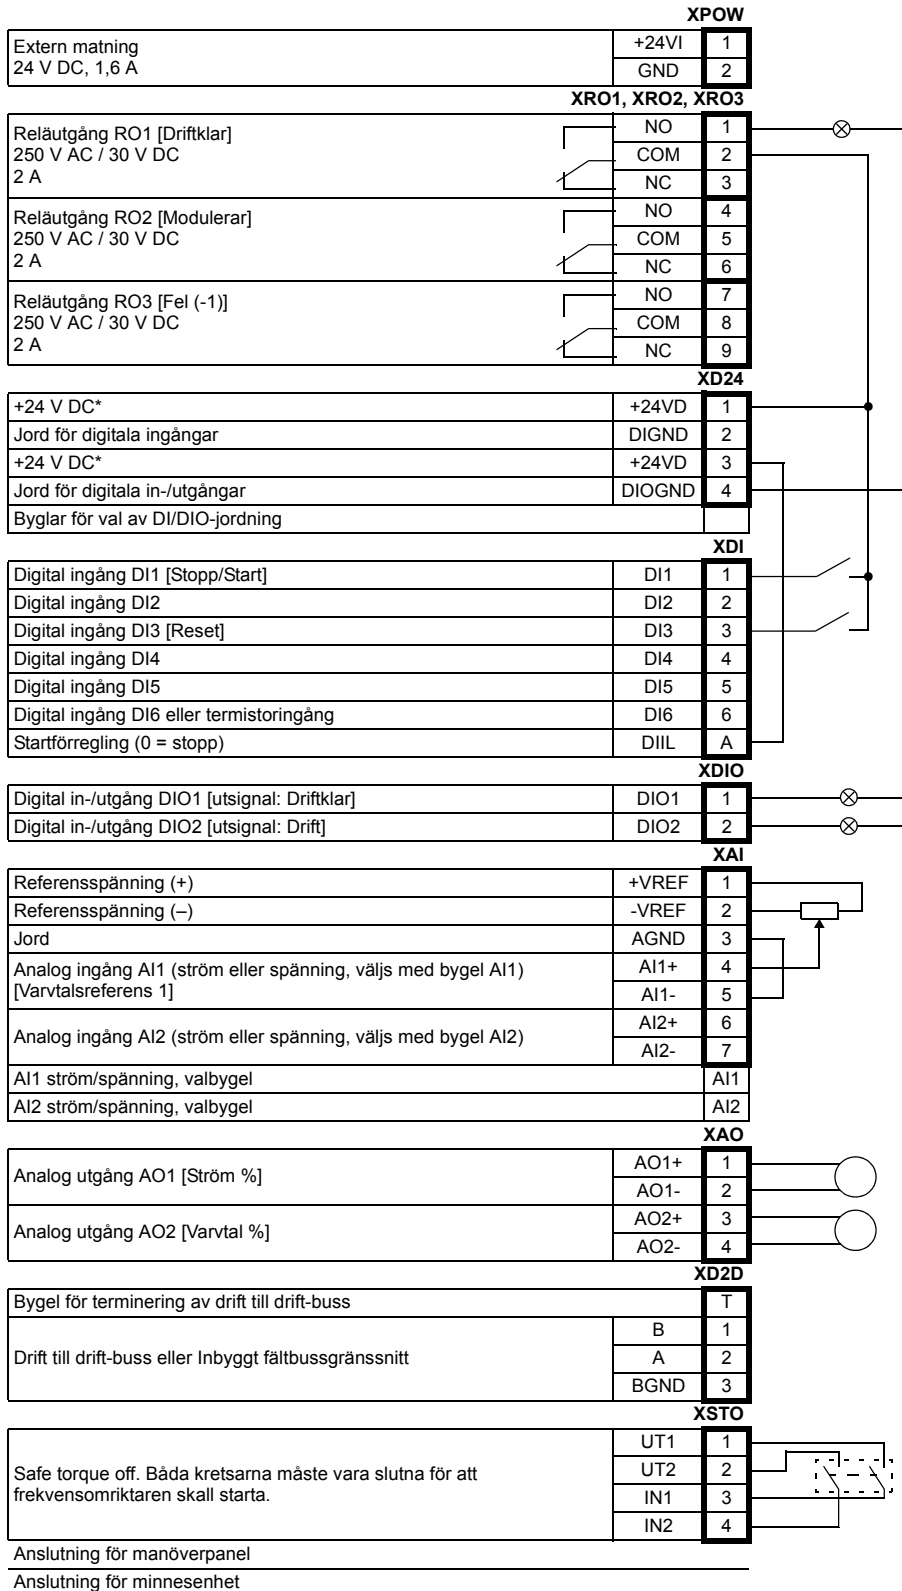 XPOW
Extern matning
24 V DC, 1,6 A
+24VI 1
GND 2
XRO1, XRO2, XRO3
Reläutgång RO1 [Driftklar]
250 V AC / 30 V DC
2 A
NO 1
COM 2
NC 3
Reläutgång RO2 [Modulerar]
250 V AC / 30 V DC
2 A
NO 4
COM 5
NC 6
Reläutgång RO3 [Fel (-1)]
250 V AC / 30 V DC
2 A
NO 7
COM 8
NC 9
XD24
+24 V DC* +24VD 1
Jord för digitala ingångar DIGND 2
+24 V DC* +24VD 3
Jord för digitala in-/utgångar DIOGND 4
Byglar för val av DI/DIO-jordning
XDI
Digital ingång DI1 [Stopp/Start] DI1 1
Digital ingång DI2 DI2 2
Digital ingång DI3 [Reset] DI3 3
Digital ingång DI4 DI4 4
Digital ingång DI5 DI5 5
Digital ingång DI6 eller termistoringång DI6 6
Startförregling (0 = stopp) DIIL A
XDIO
Digital in-/utgång DIO1 [utsignal: Driftklar] DIO1 1
Digital in-/utgång DIO2 [utsignal: Drift] DIO2 2
XAI
Referensspänning (+) +VREF 1
Referensspänning (–) -VREF 2
Jord AGND 3
Analog ingång AI1 (ström eller spänning, väljs med bygel AI1)
[Varvtalsreferens 1]
AI1+ 4
AI1- 5
Analog ingång AI2 (ström eller spänning, väljs med bygel AI2)
AI2+ 6
AI2- 7
AI1 ström/spänning, valbygel AI1
AI2 ström/spänning, valbygel AI2
XAO
Analog utgång AO1 [Ström %]
AO1+ 1
AO1- 2
Analog utgång AO2 [Varvtal %]
AO2+ 3
AO2- 4
XD2D
Bygel för terminering av drift till drift-buss T
Drift till drift-buss eller Inbyggt fältbussgränssnitt
B 1
A 2
BGND 3
XSTO
Safe torque off. Båda kretsarna måste vara slutna för att
frekvensomriktaren skall starta.
UT1 1
UT2 2
IN1 3
IN2 4
Anslutning för manöverpanel
Anslutning för minnesenhet